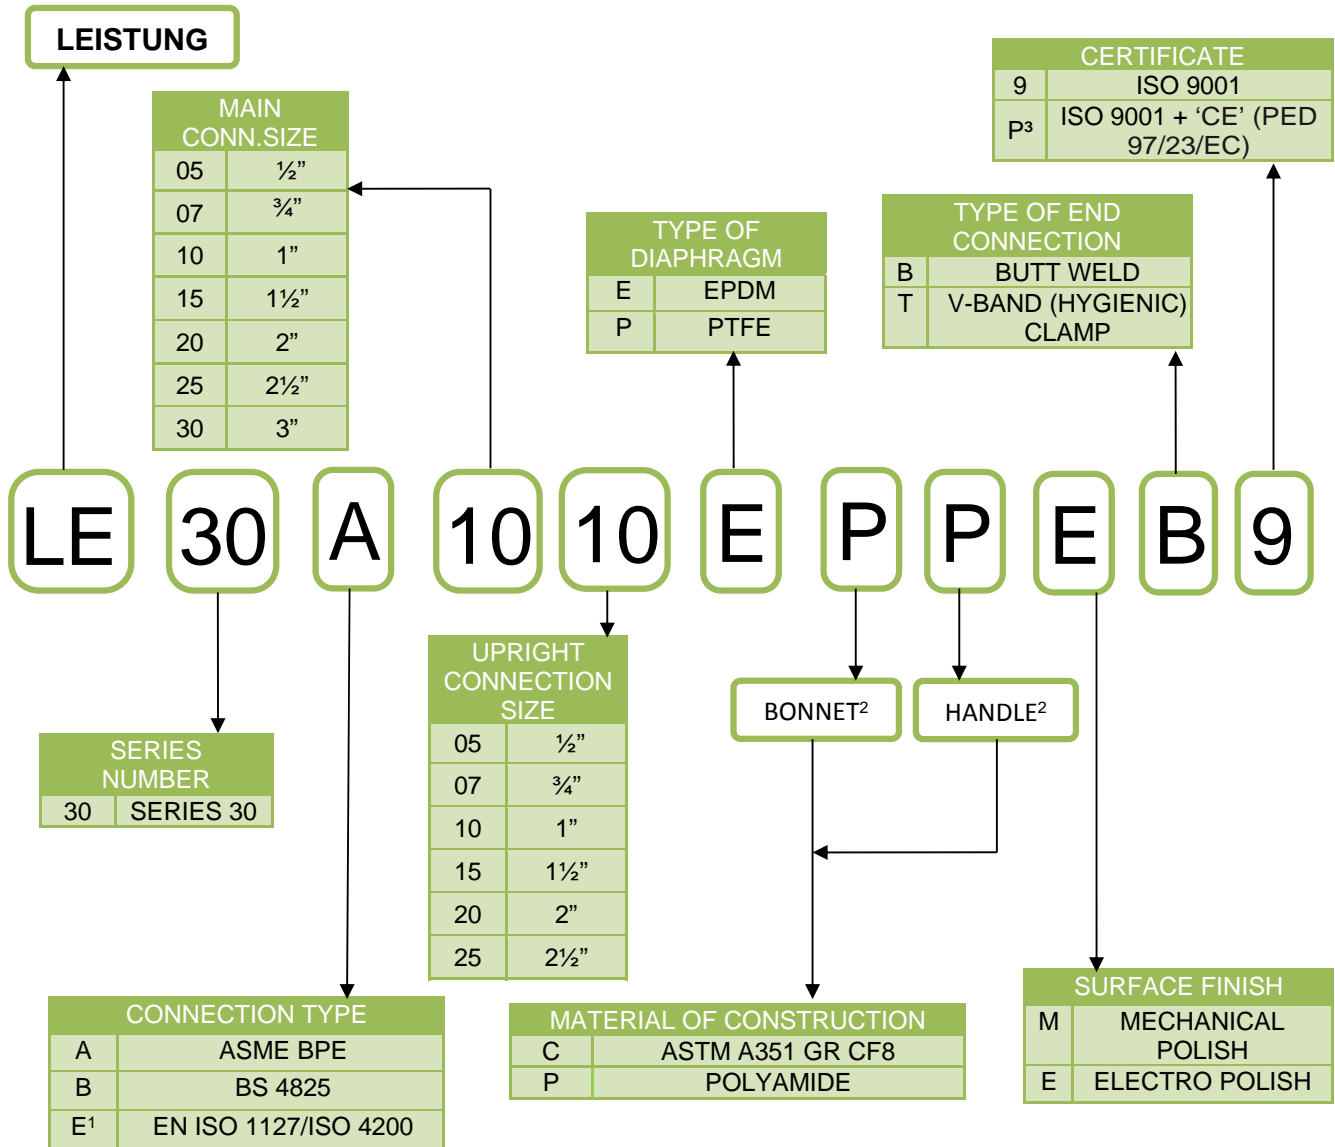 LEISTUNG
MAIN
CONN.SIZE
05 ½”
07 ¾”
10 1”
15 1½”
20 2”
25 2½”
30 3”
TYPE OF
DIAPHRAGM
E EPDM
P PTFE
CERTIFICATE
9 ISO 9001
P³ ISO 9001 + ‘CE’ (PED
97/23/EC)
TYPE OF END
CONNECTION
B BUTT WELD
T V-BAND (HYGIENIC)
CLAMP
LE 30 A 10 10 E P P E B 9
SERIES
NUMBER
30 SERIES 30
UPRIGHT
CONNECTION
SIZE
05 ½”
07 ¾”
10 1”
15 1½”
20 2”
25 2½”
BONNET² HANDLE²
CONNECTION TYPE
A ASME BPE
B BS 4825
E¹ EN ISO 1127/ISO 4200
MATERIAL OF CONSTRUCTION
C ASTM A351 GR CF8
P POLYAMIDE
SURFACE FINISH
M MECHANICAL
POLISH
E ELECTRO POLISH